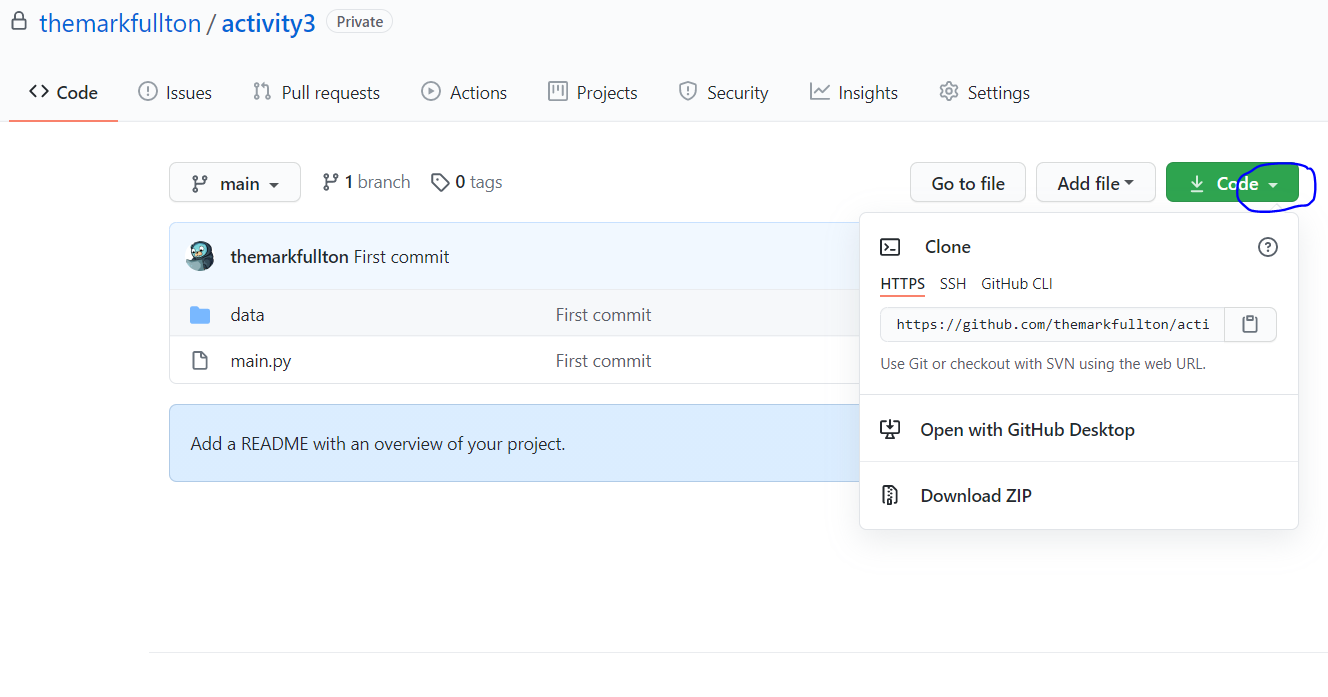 themarkfullton / activity3 Private
Code Issues Pull requests Actions Projects Security Insights Settings
main 1 branch 0 tags Go to file Add file Code
themarkfullton First commit
data First commit
main.py First commit
Add a README with an overview of your project.
Clone
HTTPS SSH GitHub CLI
https://github.com/themarkfullton/acti
Use Git or checkout with SVN using the web URL.
Open with GitHub Desktop
Download ZIP